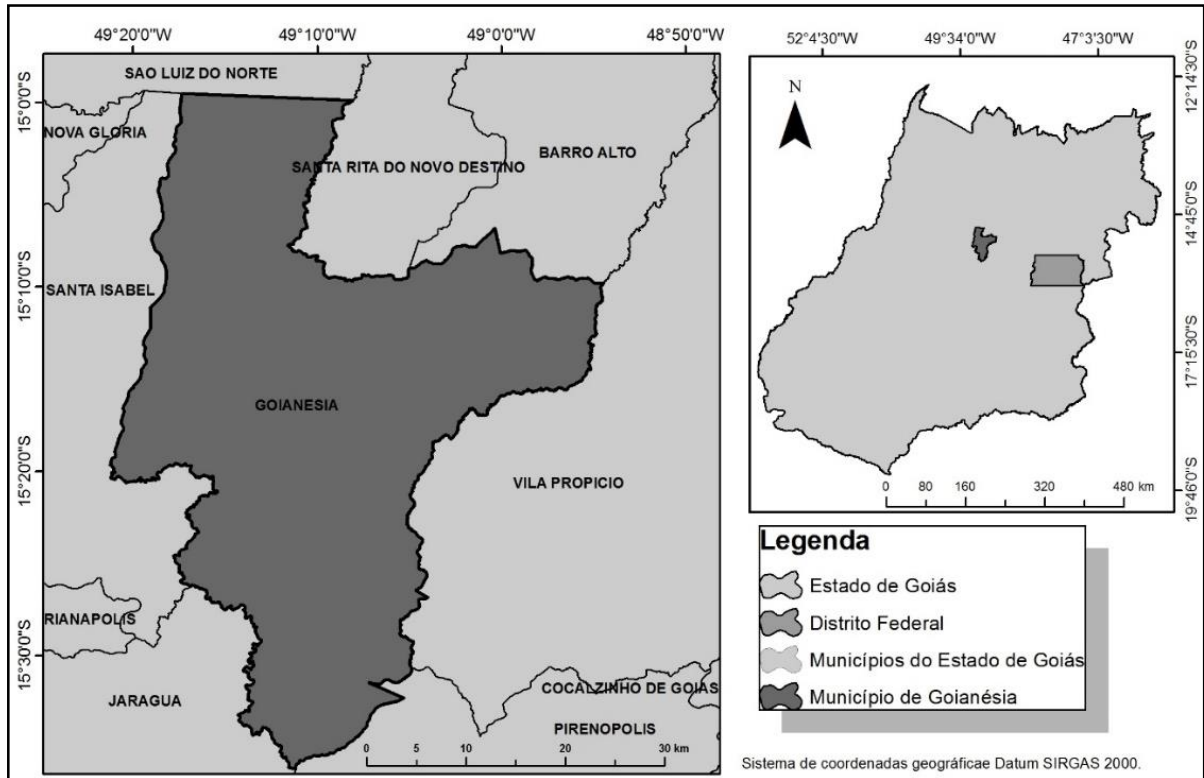 49°20'0"W 49°10'0"W 49°0'0"W 48°50'0"W
15°0'0"S
15°10'0"S
15°20'0"S
15°30'0"S
SAO LUIZ DO NORTE
NOVA GLORIA
SANTA RITA DO NOVO DESTINO
BARRO ALTO
SANTA ISABEL
GOIANESIA
VILA PROPICIO
RIANAPOLIS
JARAGUA
COCALZINHO DE GOIAS
PIRENOPOLIS
0 5 10 20 30 km
52°4'30"W 49°34'0"W 47°3'30"W
12°14'30"S
14°45'0"S
17°15'30"S
19°46'0"S
N
0 80 160 320 480 km
Legenda
Estado de Goiás
Distrito Federal
Municípios do Estado de Goiás
Município de Goianésia
Sistema de coordenadas geográficae Datum SIRGAS 2000.